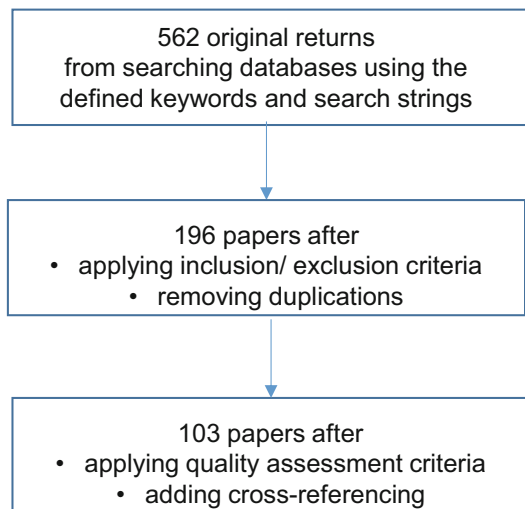 562 original returns
from searching databases using the
defined keywords and search strings
196 papers after
• applying inclusion/ exclusion criteria
• removing duplications
103 papers after
• applying quality assessment criteria
• adding cross-referencing